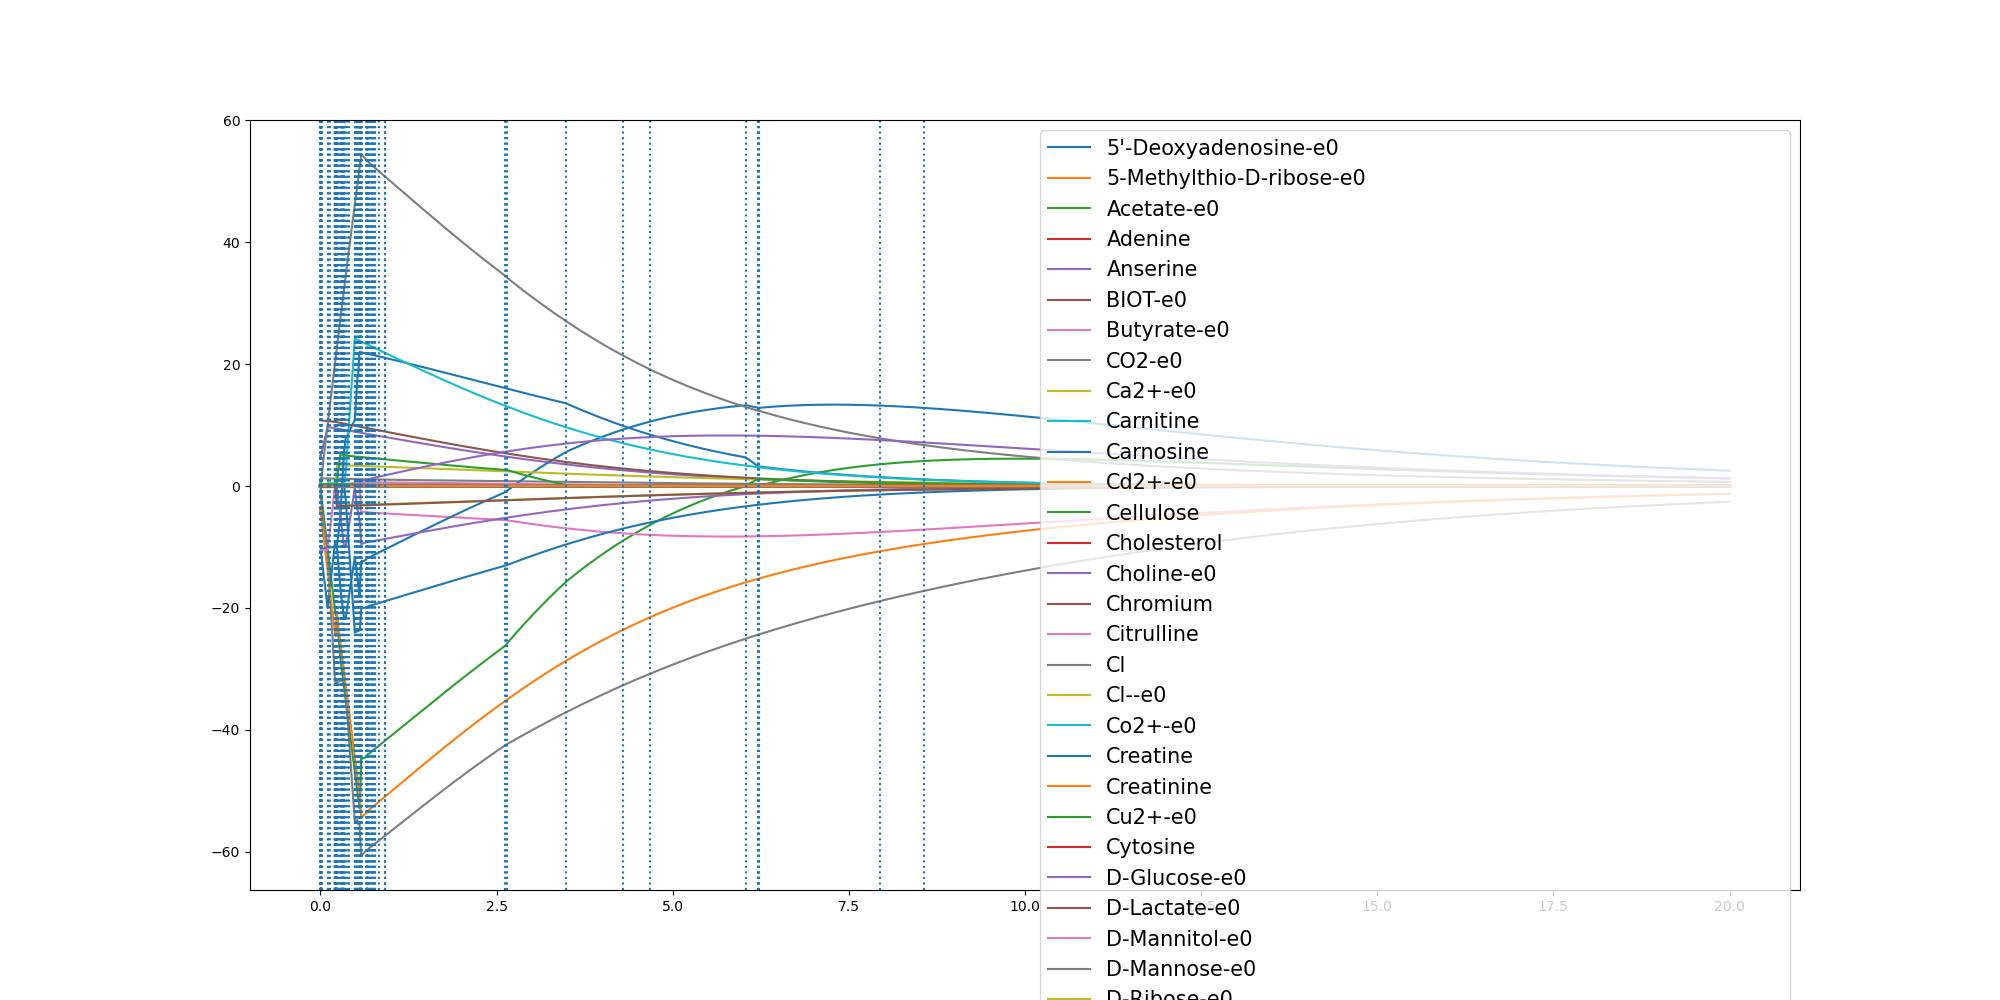 60
40
20
0
−20
−40
−60
0.0
2.5
5.0
7.5
10.0
15.0
17.5
20.0
5'-Deoxyadenosine-e0
5-Methylthio-D-ribose-e0
Acetate-e0
Adenine
Anserine
BIOT-e0
Butyrate-e0
CO2-e0
Ca2+-e0
Carnitine
Carnosine
Cd2+-e0
Cellulose
Cholesterol
Choline-e0
Chromium
Citrulline
Cl
Cl--e0
Co2+-e0
Creatine
Creatinine
Cu2+-e0
Cytosine
D-Glucose-e0
D-Lactate-e0
D-Mannitol-e0
D-Mannose-e0
D-Ribose-e0